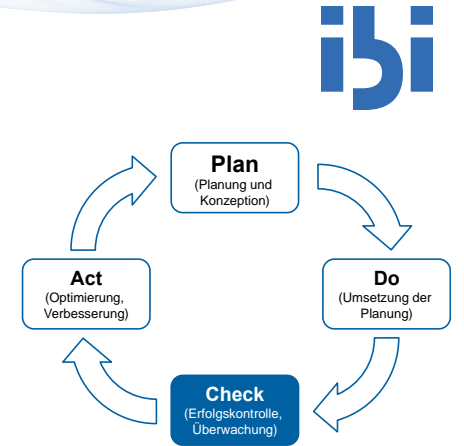 ibi
Plan
(Planung und
Konzeption)
Act
(Optimierung,
Verbesserung)
Do
(Umsetzung der
Planung)
Check
(Erfolgskontrolle,
Überwachung)